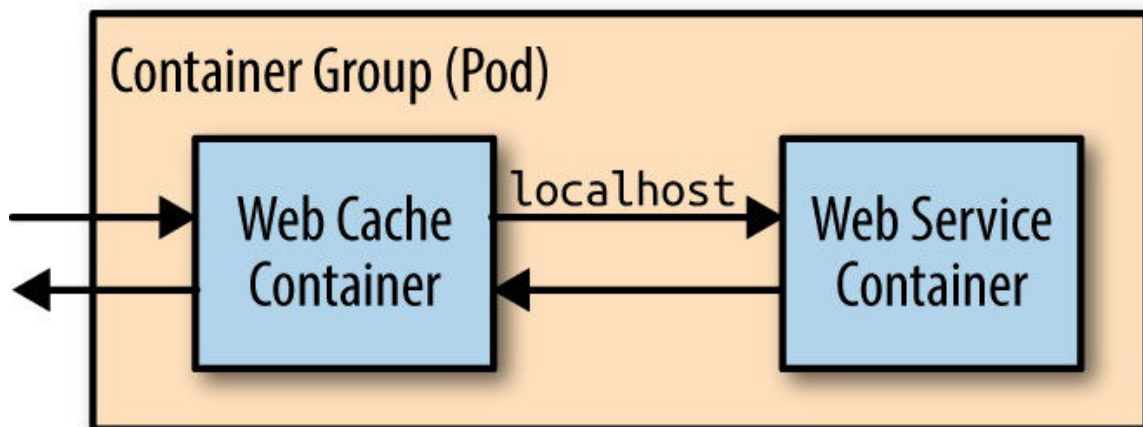 Container Group (Pod)
localhost
Web Cache
Container
Web Service
Container